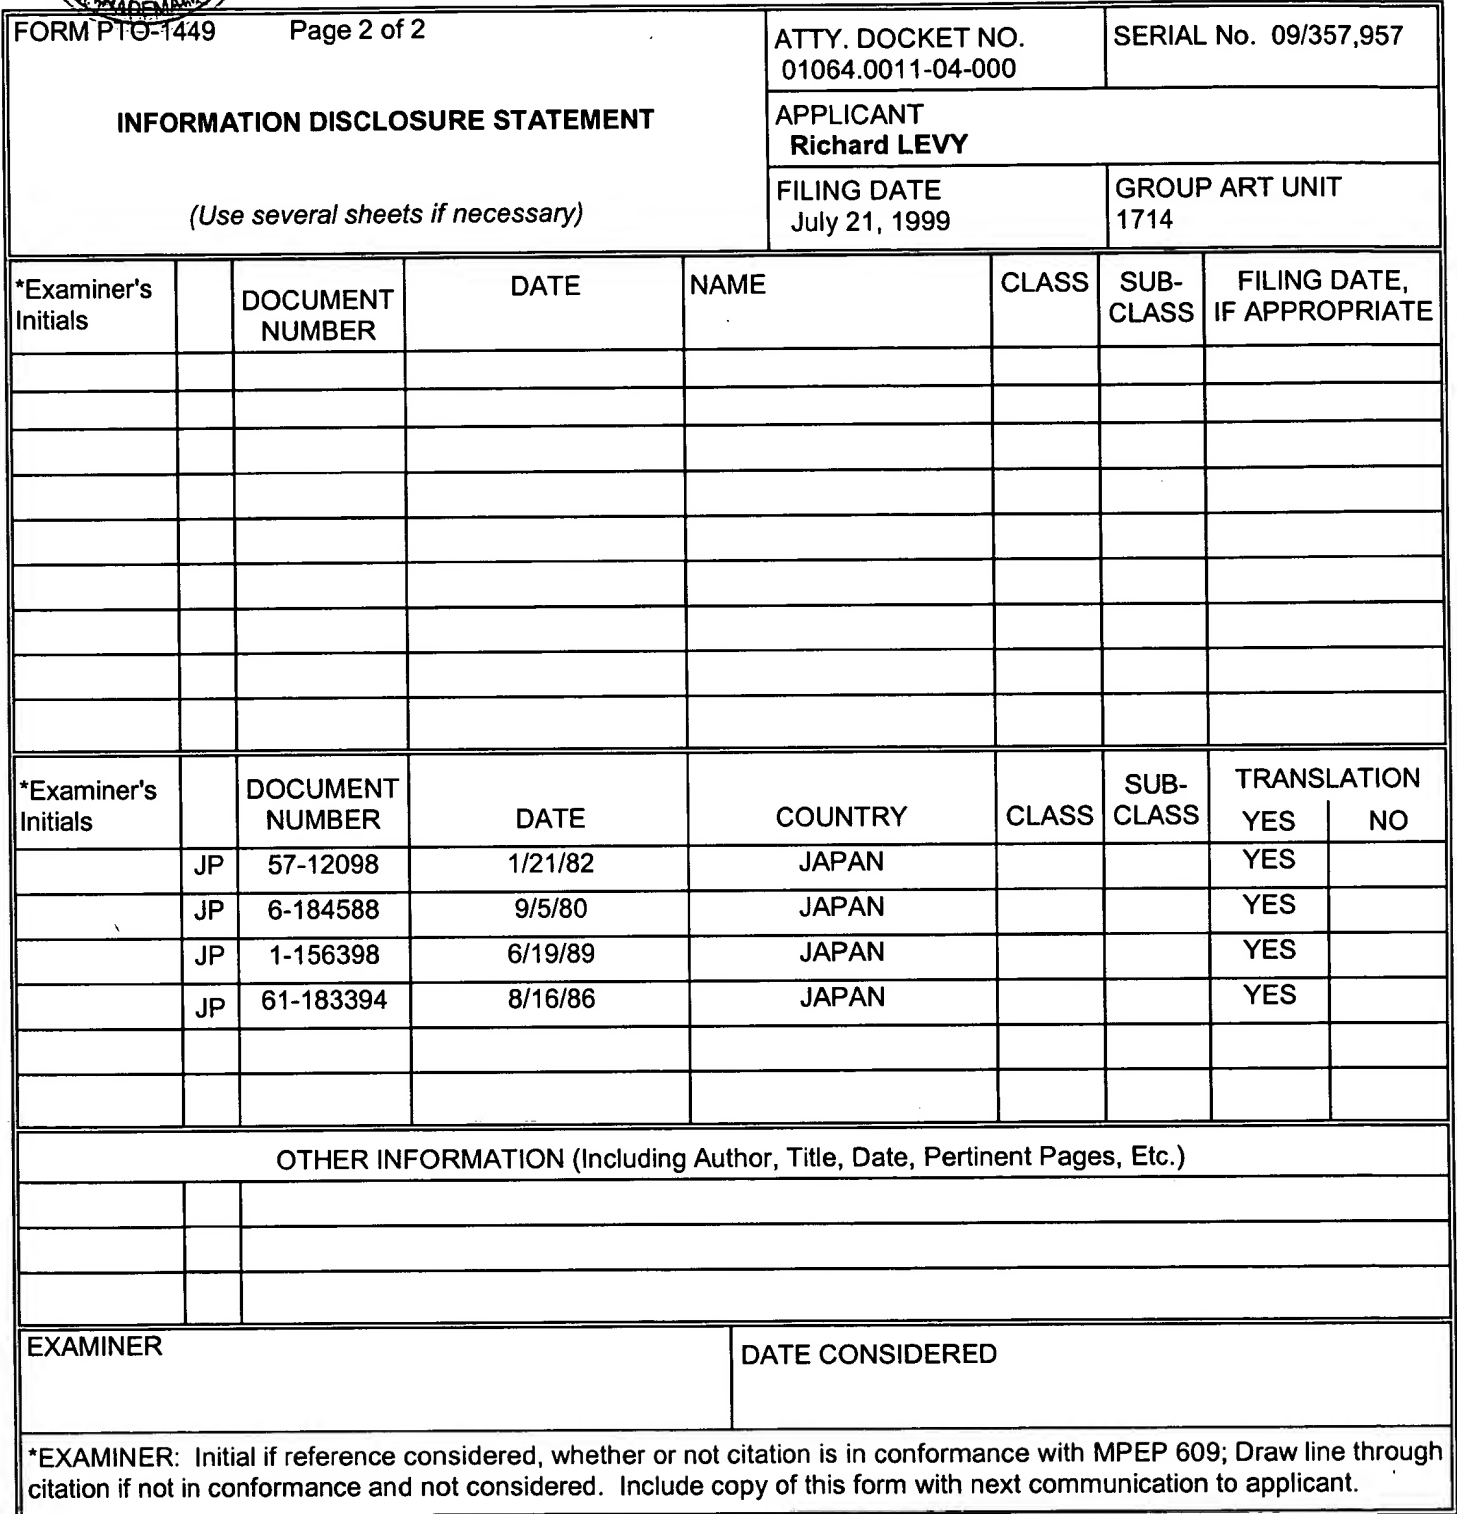 TRADEMARK
FORM PTO-1449 Page 2 of 2
ATTY. DOCKET NO.
01064.0011-04-000
SERIAL No. 09/357,957
INFORMATION DISCLOSURE STATEMENT
APPLICANT
Richard LEVY
(Use several sheets if necessary)
FILING DATE
July 21, 1999
GROUP ART UNIT
1714
*Examiner's
Initials
DOCUMENT
NUMBER
DATE
NAME
CLASS
SUB-
CLASS
FILING DATE,
IF APPROPRIATE
*Examiner's
Initials
DOCUMENT
NUMBER
DATE
COUNTRY
CLASS
SUB-
CLASS
TRANSLATION
YES NO
JP 57-12098 1/21/82 JAPAN YES
JP 6-184588 9/5/80 JAPAN YES
JP 1-156398 6/19/89 JAPAN YES
JP 61-183394 8/16/86 JAPAN YES
OTHER INFORMATION (Including Author, Title, Date, Pertinent Pages, Etc.)
EXAMINER
DATE CONSIDERED
*EXAMINER: Initial if reference considered, whether or not citation is in conformance with MPEP 609; Draw line through
citation if not in conformance and not considered. Include copy of this form with next communication to applicant.